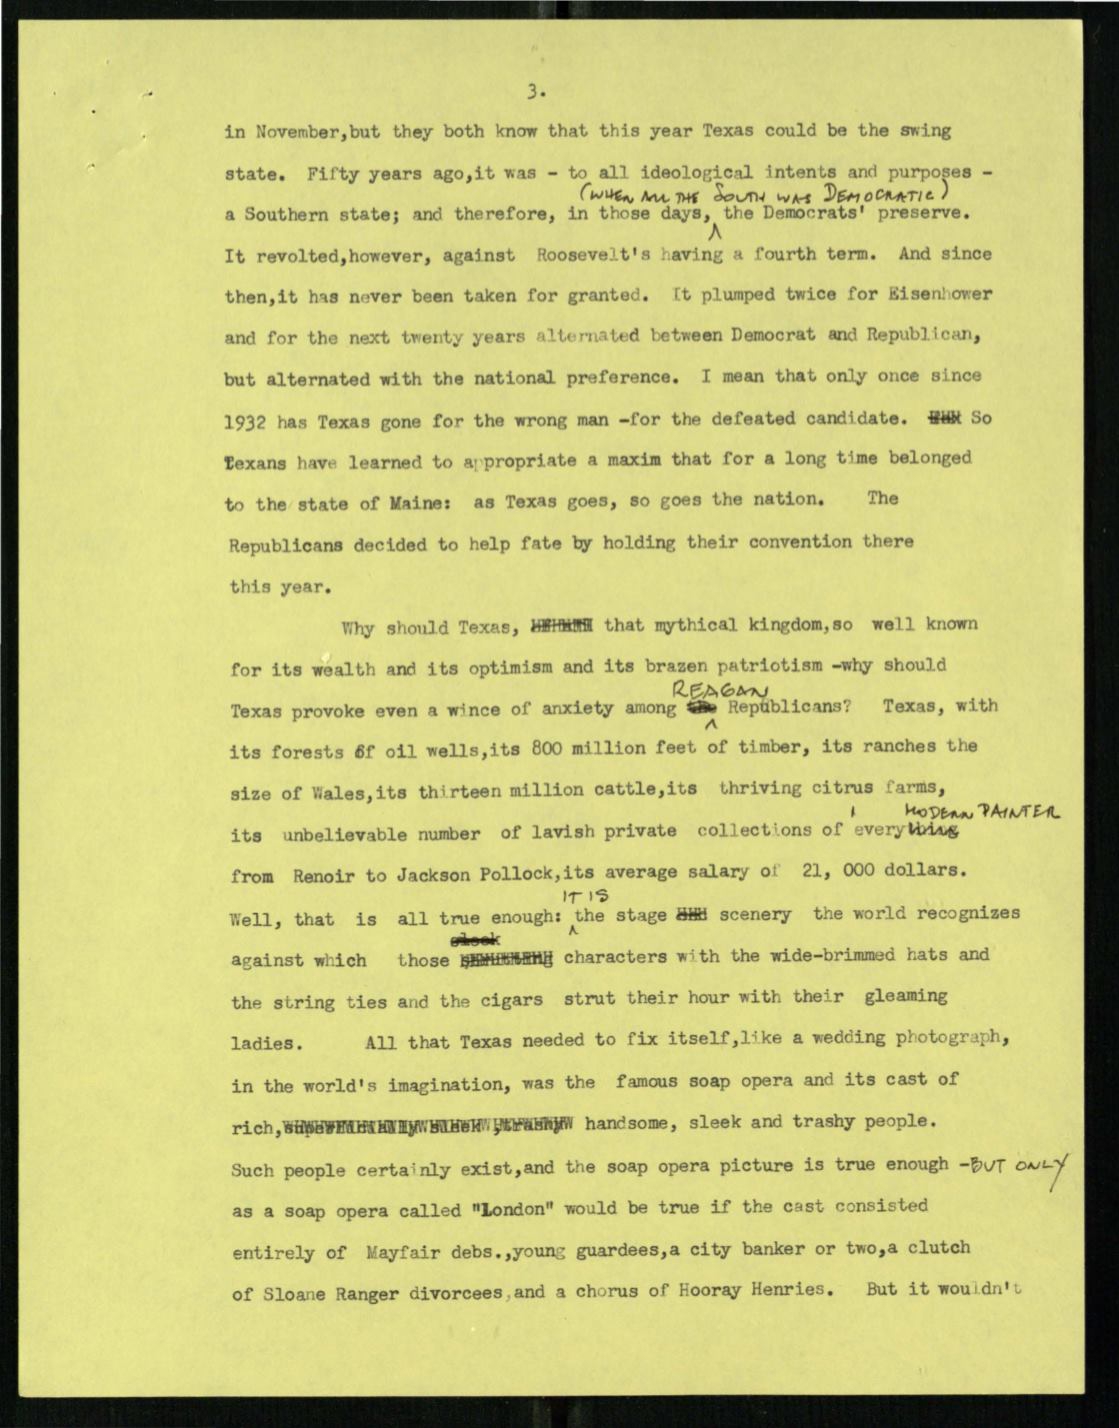 3.
in November,but they both know that this year Texas could be the swing
state. Fifty years ago,it was - to all ideological intents and purposes -
(WHEN ALL THE SOUTH WAS DEMOCRATIC)
a Southern state; and therefore, in those days, the Democrats' preserve.
It revolted,however, against Roosevelt's having a fourth term. And since
then,it has never been taken for granted. It plumped twice for Eisenhower
and for the next twenty years alternated between Democrat and Republican,
but alternated with the national preference. I mean that only once since
1932 has Texas gone for the wrong man -for the defeated candidate. So
Texans have learned to appropriate a maxim that for a long time belonged
to the state of Maine: as Texas goes, so goes the nation. The
Republicans decided to help fate by holding their convention there
this year.
Why should Texas, that mythical kingdom,so well known
for its wealth and its optimism and its brazen patriotism -why should
REAGAN
Texas provoke even a wince of anxiety among the Republicans? Texas, with
its forests of oil wells,its 800 million feet of timber, its ranches the
size of Wales,its thirteen million cattle,its thriving citrus farms,
MODERN PAINTER
its unbelievable number of lavish private collections of everything
from Renoir to Jackson Pollock,its average salary of 21, 000 dollars.
IT IS
Well, that is all true enough: the stage scenery the world recognizes
sleek
against which those characters with the wide-brimmed hats and
the string ties and the cigars strut their hour with their gleaming
ladies. All that Texas needed to fix itself,like a wedding photograph,
in the world's imagination, was the famous soap opera and its cast of
rich, handsome, sleek and trashy people.
Such people certainly exist,and the soap opera picture is true enough -BUT ONLY
as a soap opera called "London" would be true if the cast consisted
entirely of Mayfair debs.,young guardees,a city banker or two,a clutch
of Sloane Ranger divorcees,and a chorus of Hooray Henries. But it wouldn't